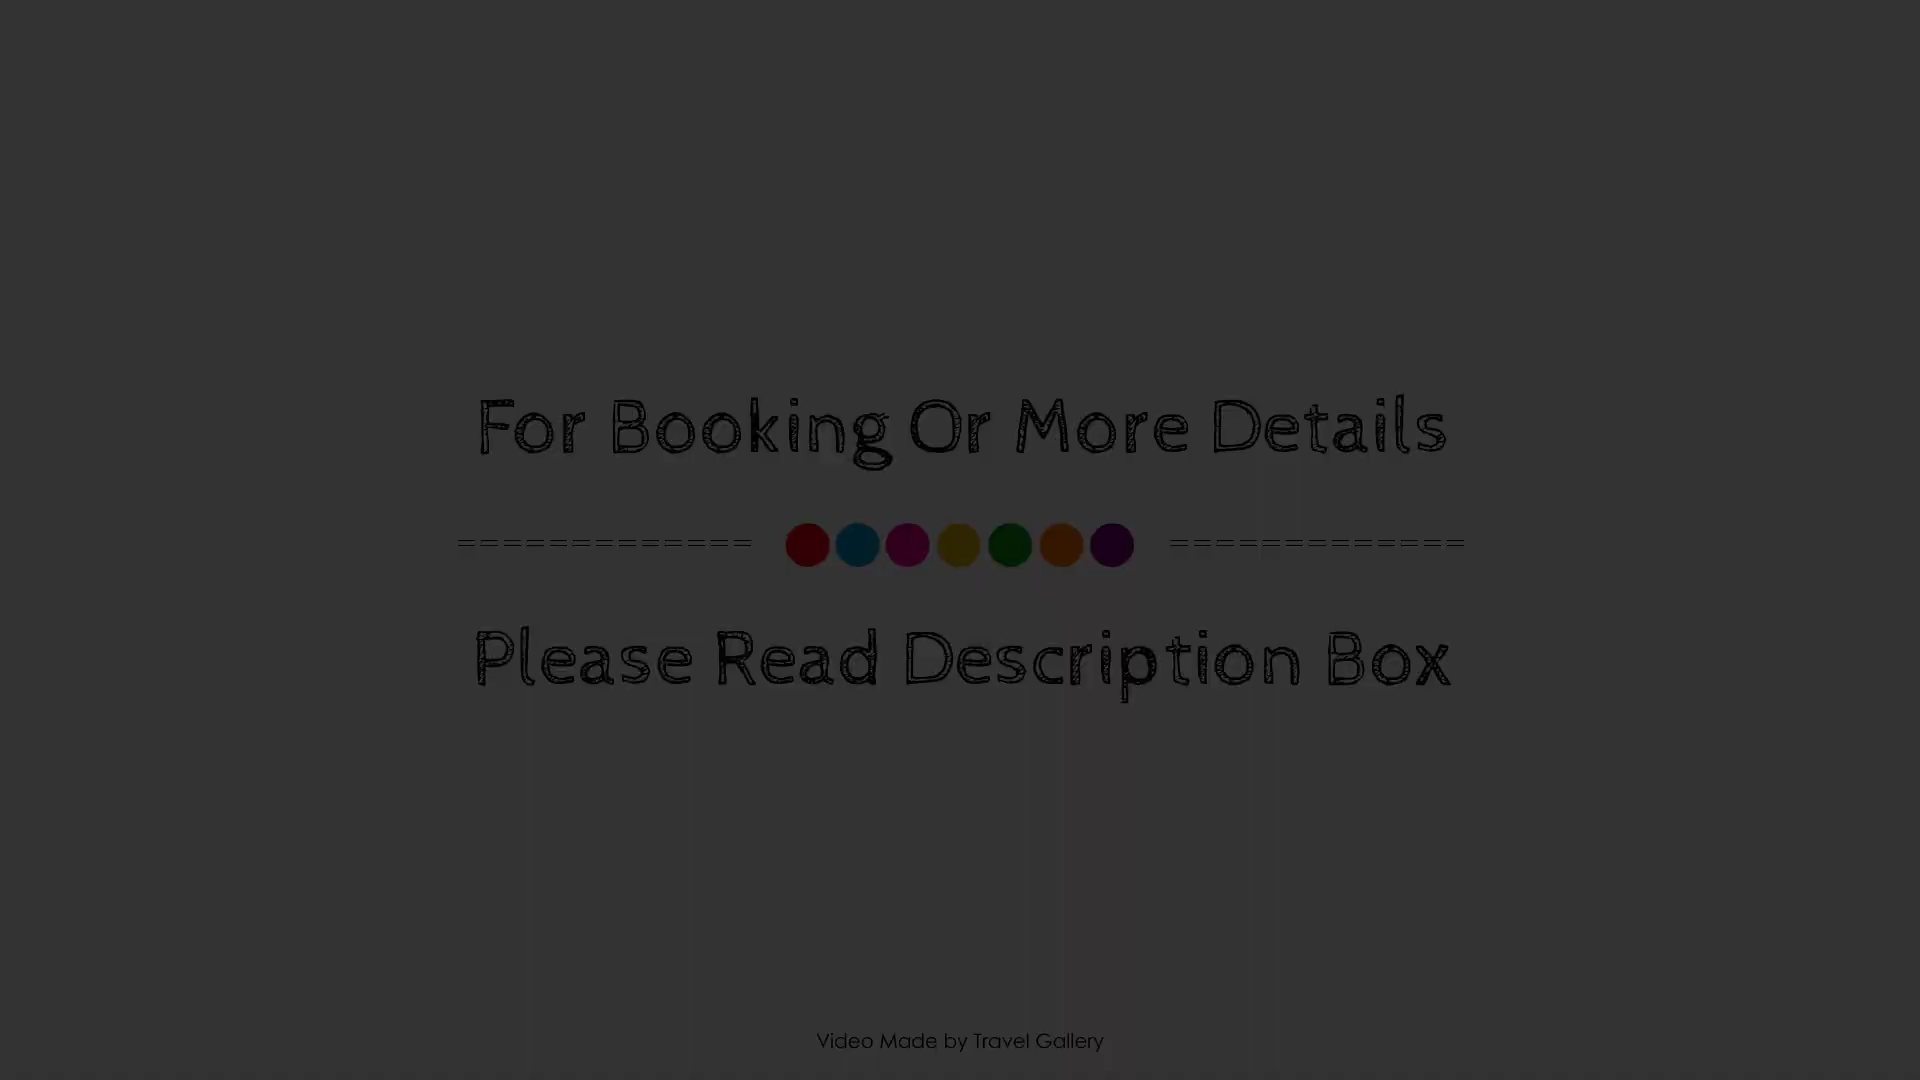 For Booking Or More Details
============= =============
Please Read Description Box
Video Made by Travel Gallery